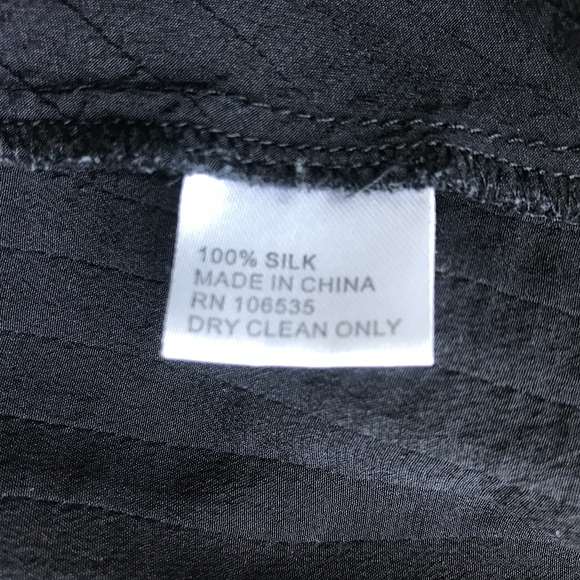 100% SILK
MADE IN CHINA
RN 106535
DRY CLEAN ONLY